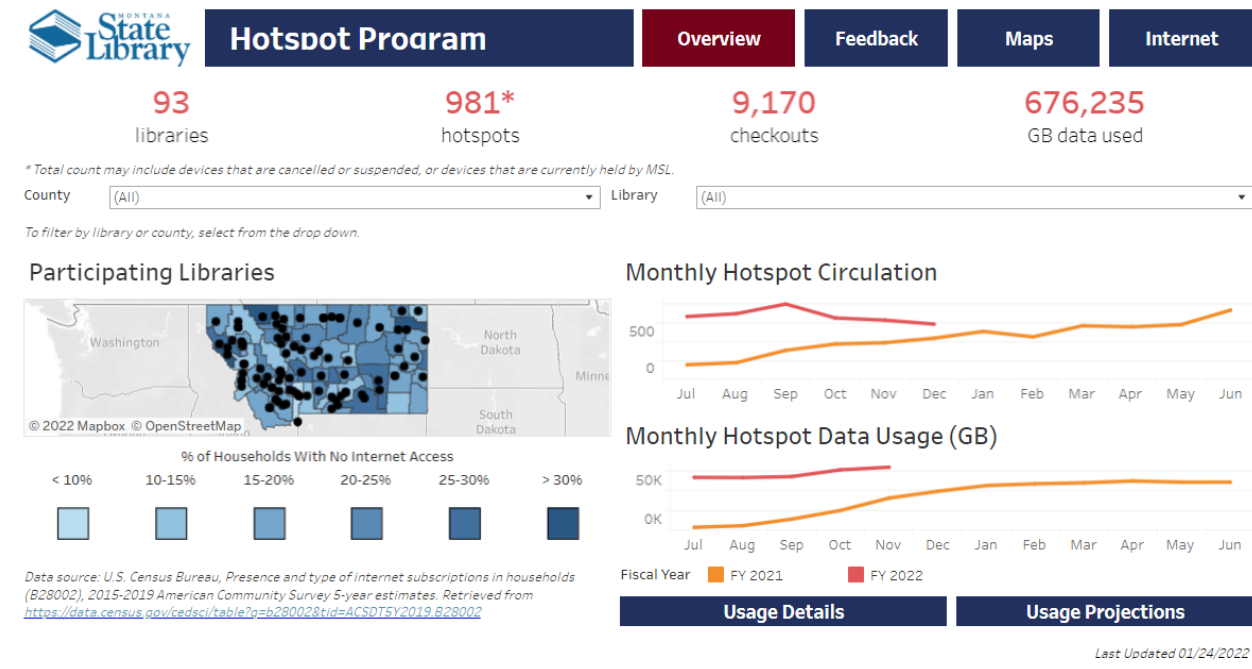 MONTANA
State
Library
Hotspot Program
Overview
Feedback
Maps
Internet
93
981*
9,170
676,235
libraries
hotspots
checkouts
GB data used
* Total count may include devices that are cancelled or suspended, or devices that are currently held by MSL.
County
(All)
Library
(All)
To filter by library or county, select from the drop down.
Participating Libraries
Washington
North
Dakota
Minne
South
Dakota
© 2022 Mapbox © OpenStreetMap
% of Households With No Internet Access
< 10%
10-15%
15-20%
20-25%
25-30%
> 30%
Data source: U.S. Census Bureau, Presence and type of internet subscriptions in households
(B28002), 2015-2019 American Community Survey 5-year estimates. Retrieved from
https://data.census.gov/cedsci/table?q=b28002&tid=ACSDT5Y2019.B28002
Monthly Hotspot Circulation
500
0
Jul Aug Sep Oct Nov Dec Jan Feb Mar Apr May Jun
Monthly Hotspot Data Usage (GB)
50K
0K
Jul Aug Sep Oct Nov Dec Jan Feb Mar Apr May Jun
Fiscal Year
FY 2021
FY 2022
Usage Details
Usage Projections
Last Updated 01/24/2022